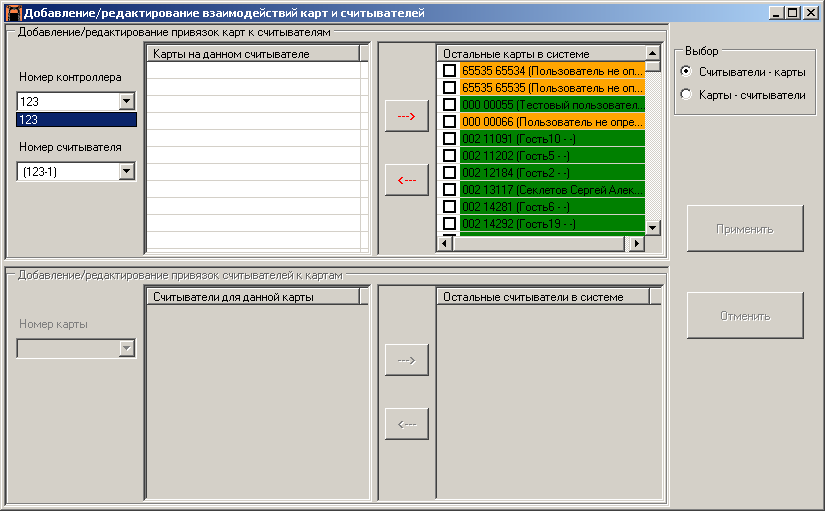 Добавление/редактирование взаимодействий карт и считывателей
Добавление/редактирование привязок карт к считывателям
Номер контроллера
123
123
Номер считывателя
(123-1)
Карты на данном считывателе
--->
<---
Остальные карты в системе
65535 65534 (Пользователь не оп...
65535 65535 (Пользователь не оп...
000 00055 (Тестовый пользовател...
000 00066 (Пользователь не опре...
002 11091 (Гость10 - -)
002 11202 (Гость5 - -)
002 12184 (Гость2 - -)
002 13117 (Секлетов Сергей Алек...
002 14281 (Гость6 - -)
002 14292 (Гость19 - -)
Выбор
Считыватели - карты
Карты - считыватели
Применить
Отменить
Добавление/редактирование привязок считывателей к картам
Номер карты
Считыватели для данной карты
--->
<---
Остальные считыватели в системе